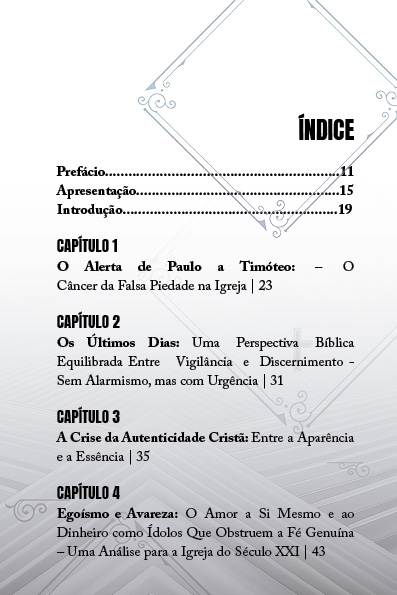 ÍNDICE
Prefácio............................................................11
Apresentação....................................................15
Introdução.......................................................19
CAPÍTULO 1
O Alerta de Paulo a Timóteo: – O
Câncer da Falsa Piedade na Igreja | 23
CAPÍTULO 2
Os Últimos Dias: Uma Perspectiva Bíblica
Equilibrada Entre Vigilância e Discernimento -
Sem Alarmismo, mas com Urgência | 31
CAPÍTULO 3
A Crise da Autenticidade Cristã: Entre a Aparência
e a Essência | 35
CAPÍTULO 4
Egoísmo e Avareza: O Amor a Si Mesmo e ao
Dinheiro como Ídolos Que Obstruem a Fé Genuína
– Uma Análise para a Igreja do Século XXI | 43